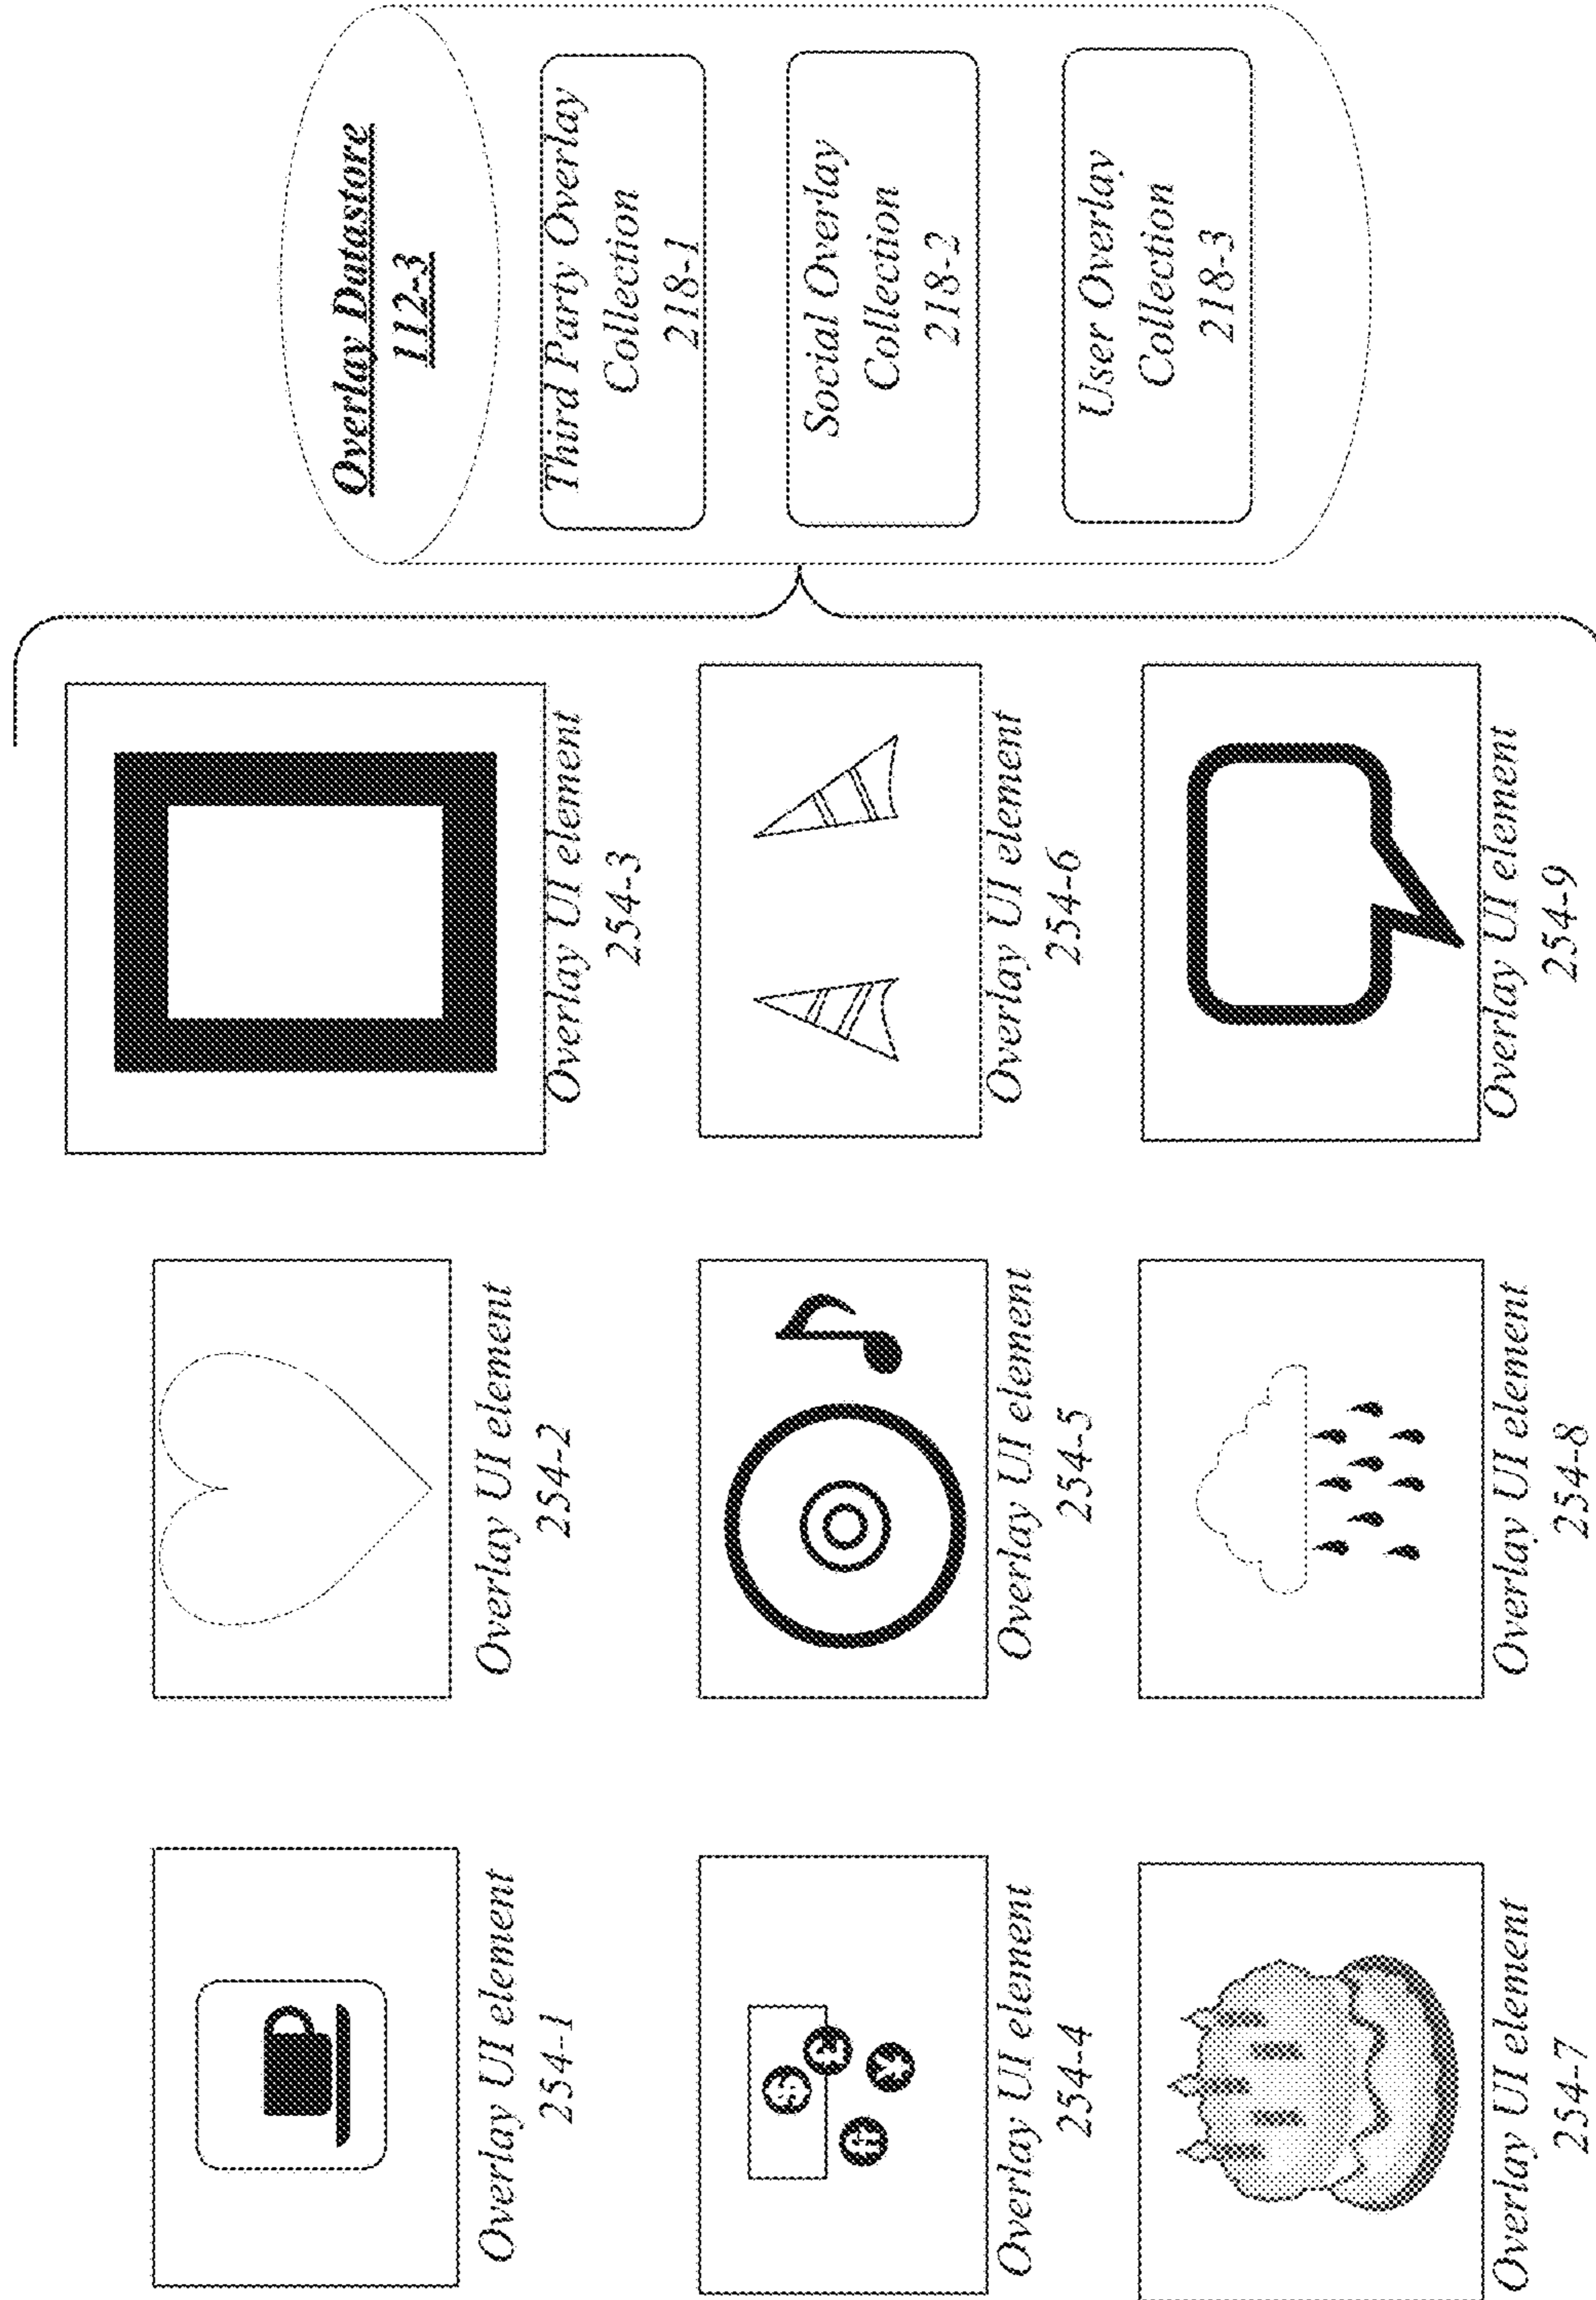 Overlay UI element
254-1
Overlay UI element
254-2
Overlay UI element
254-3
Overlay UI element
254-4
Overlay UI element
254-5
Overlay UI element
254-6
Overlay UI element
254-7
Overlay UI element
254-8
Overlay UI element
254-9
Overlay Datastore
112-3
Third Party Overlay
Collection
218-1
Social Overlay
Collection
218-2
User Overlay
Collection
218-3